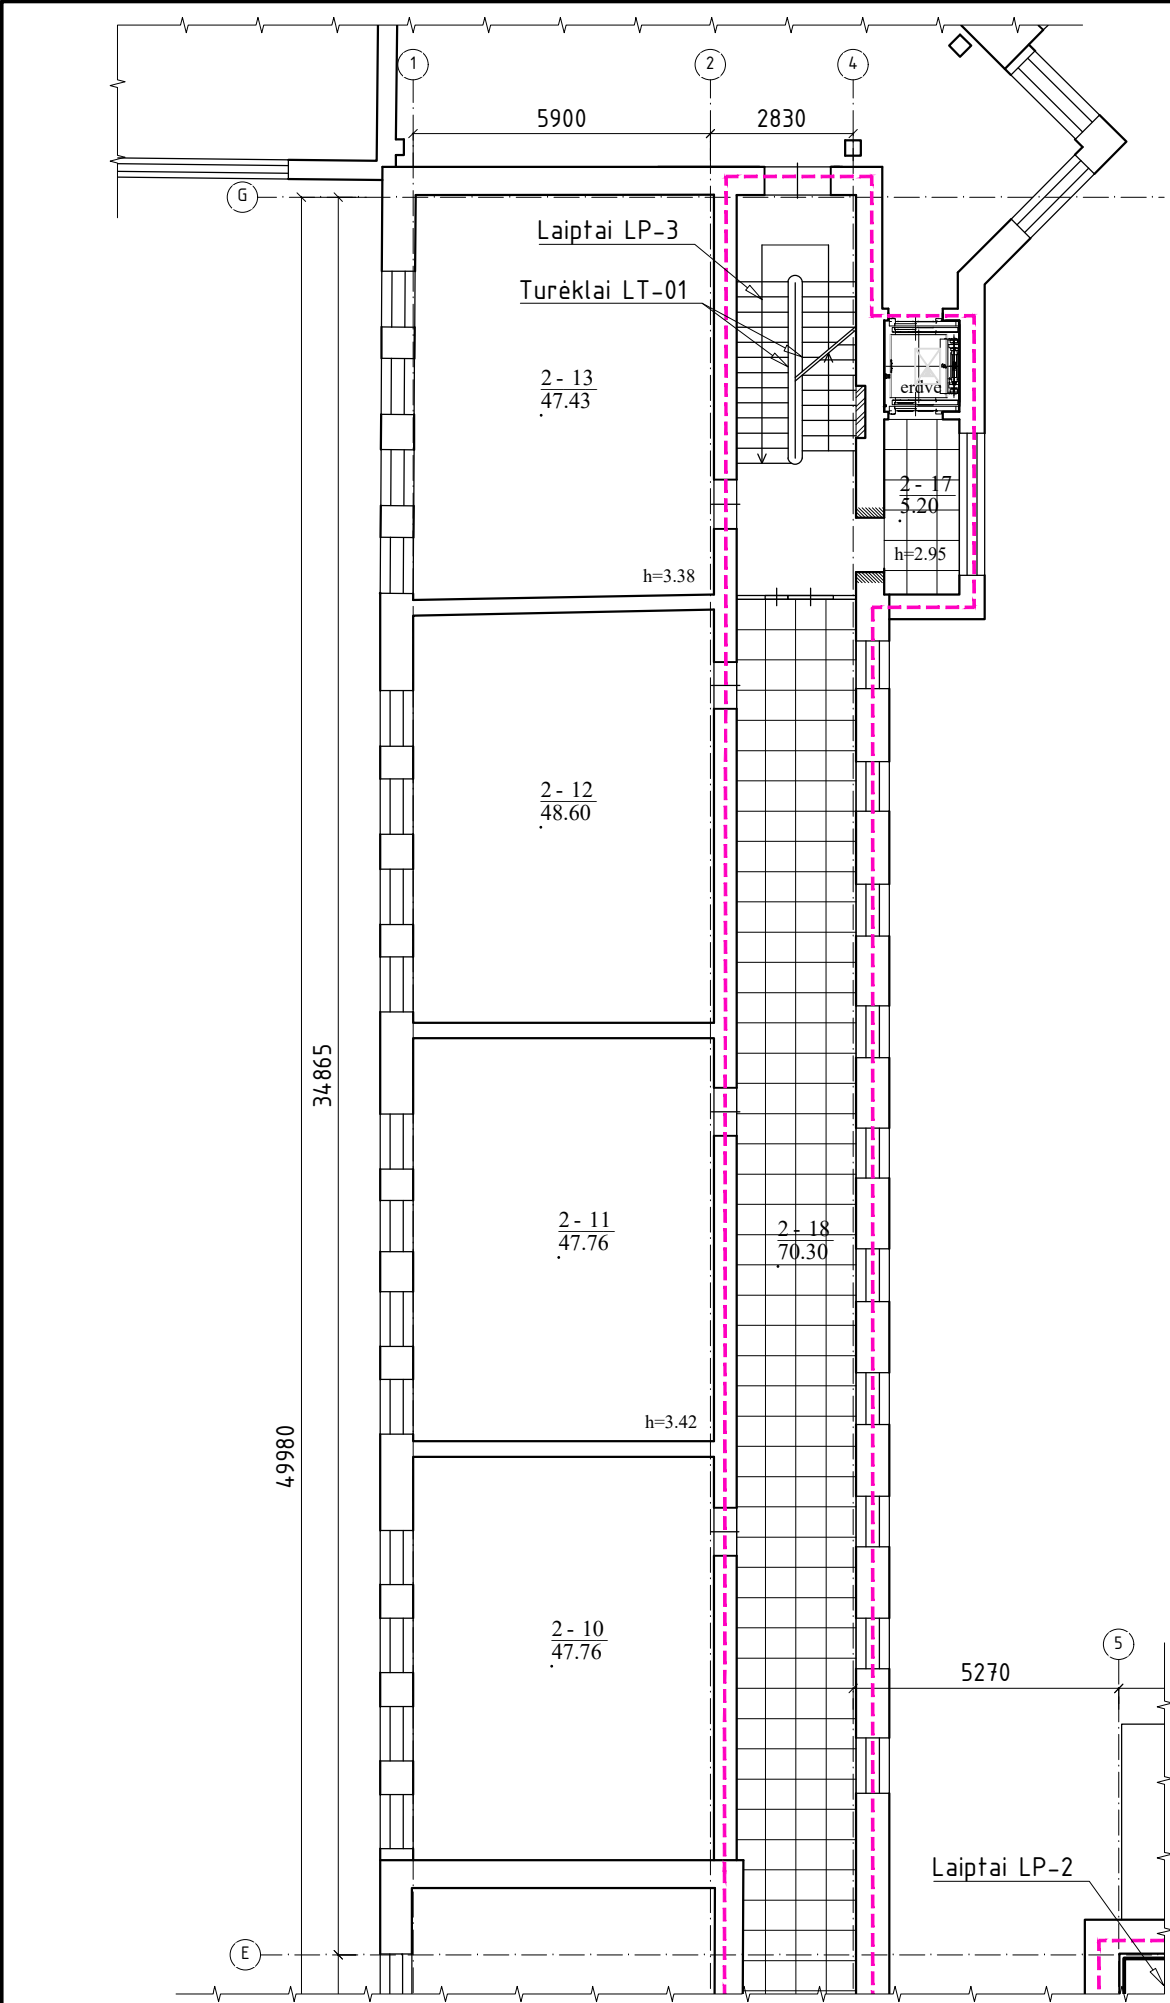 1
2
4
5900
2830
G
Laiptai LP-3
Turėklai LT-01
2 - 13
47.43
erdvė
2 - 17
5.20
h=2.95
h=3.38
2 - 12
48.60
34865
2 - 11
47.76
2 - 18
70.30
h=3.42
49980
2 - 10
47.76
5
5270
Laiptai LP-2
E